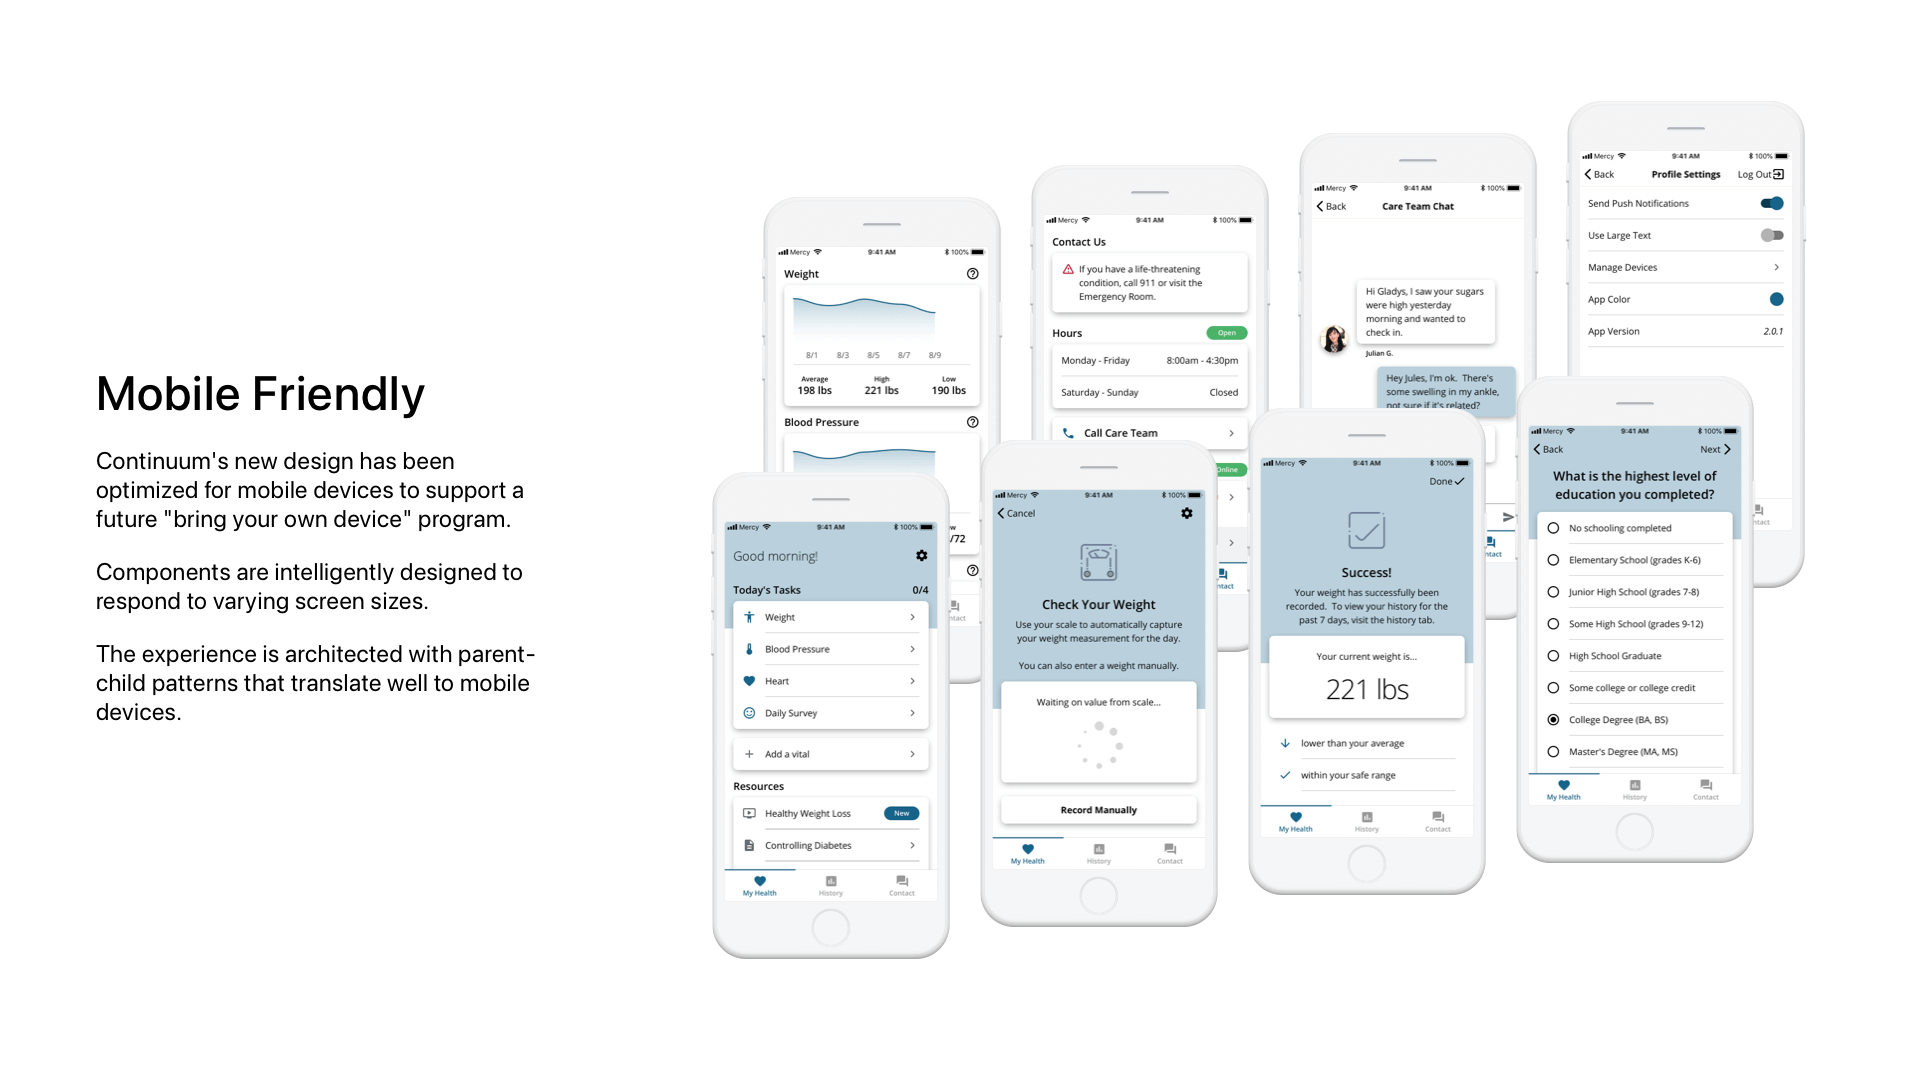 Mobile Friendly
Continuum's new design has been
optimized for mobile devices to support a
future "bring your own device" program.
Components are intelligently designed to
respond to varying screen sizes.
The experience is architected with parent-
child patterns that translate well to mobile
devices.
Mercy 9:41 AM 100%
Weight
8/1 8/3 8/5 8/7 8/9
Average High Low
198 lbs 221 lbs 190 lbs
Blood Pressure
/72
Mercy 9:41 AM 100%
Contact Us
If you have a life-threatening
condition, call 911 or visit the
Emergency Room.
Hours Open
Monday - Friday 8:00am - 4:30pm
Saturday - Sunday Closed
Call Care Team
Online
Mercy 9:41 AM 100%
Back Care Team Chat
Hi Gladys, I saw your sugars
were high yesterday
morning and wanted to
check in.
Julian G.
Hey Jules, I'm ok. There's
some swelling in my ankle,
not sure if it's related?
Mercy 9:41 AM 100%
Back Profile Settings Log Out
Send Push Notifications
Use Large Text
Manage Devices
App Color
App Version 2.0.1
Mercy 9:41 AM 100%
Good morning!
Today's Tasks 0/4
Weight
Blood Pressure
Heart
Daily Survey
Add a vital
Resources
Healthy Weight Loss New
Controlling Diabetes
My Health History Contact
Mercy 9:41 AM 100%
Cancel
Check Your Weight
Use your scale to automatically capture
your weight measurement for the day.
You can also enter a weight manually.
Waiting on value from scale...
Record Manually
My Health History Contact
Mercy 9:41 AM 100%
Done
Success!
Your weight has successfully been
recorded. To view your history for the
past 7 days, visit the history tab.
Your current weight is...
221 lbs
lower than your average
within your safe range
My Health History Contact
Mercy 9:41 AM 100%
Back Next
What is the highest level of
education you completed?
No schooling completed
Elementary School (grades K-6)
Junior High School (grades 7-8)
Some High School (grades 9-12)
High School Graduate
Some college or college credit
College Degree (BA, BS)
Master's Degree (MA, MS)
My Health History Contact